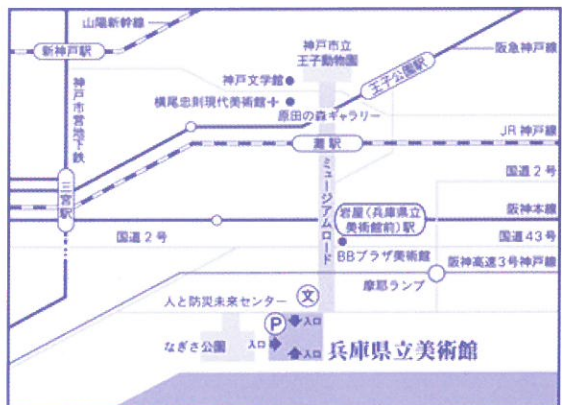 山陽新幹線
新神戸駅
神戸市立
王子動物園
阪急神戸線
王子公園駅
神戸文学館
横尾忠則現代美術館+
原田の森ギャラリー
神戸市営地下鉄
JR 神戸線
灘駅
国道2号
三宮駅
ミュージアムロード
岩屋(兵庫県立
美術館前)駅
阪神本線
国道2号
国道43号
BBプラザ美術館
阪神高速3号神戸線
摩耶ランプ
人と防災未来センター
文
P
入口
なぎさ公園
入口
入口
兵庫県立美術館